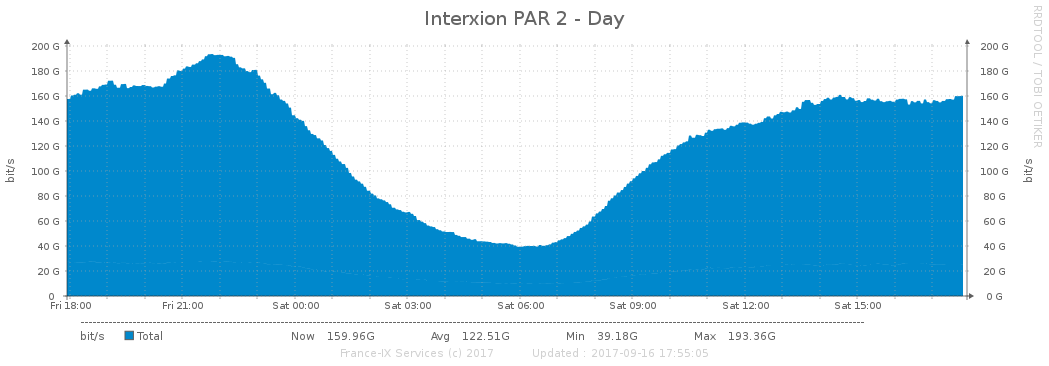 Interxion PAR 2 - Day
RRDTOOL / TOBI OETIKER
bit/s
200 G 200 G
180 G 180 G
160 G 160 G
140 G 140 G
120 G 120 G
100 G 100 G
80 G 80 G
60 G 60 G
40 G 40 G
20 G 20 G
0 0 G
bit/s
Fri 18:00 Fri 21:00 Sat 00:00 Sat 03:00 Sat 06:00 Sat 09:00 Sat 12:00 Sat 15:00
bit/s Total Now 159.96G Avg 122.51G Min 39.18G Max 193.36G
France-IX Services (c) 2017 Updated : 2017-09-16 17:55:05